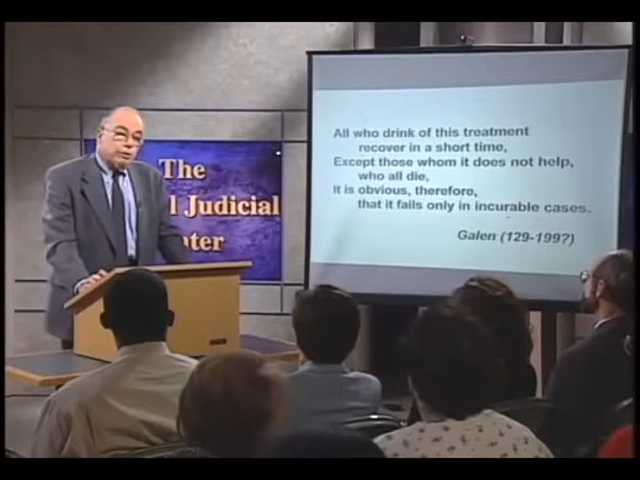 All who drink of this treatment
recover in a short time,
Except those whom it does not help,
who all die,
It is obvious, therefore,
that it fails only in incurable cases.
Galen (129-199?)
The
l Judicial
ter